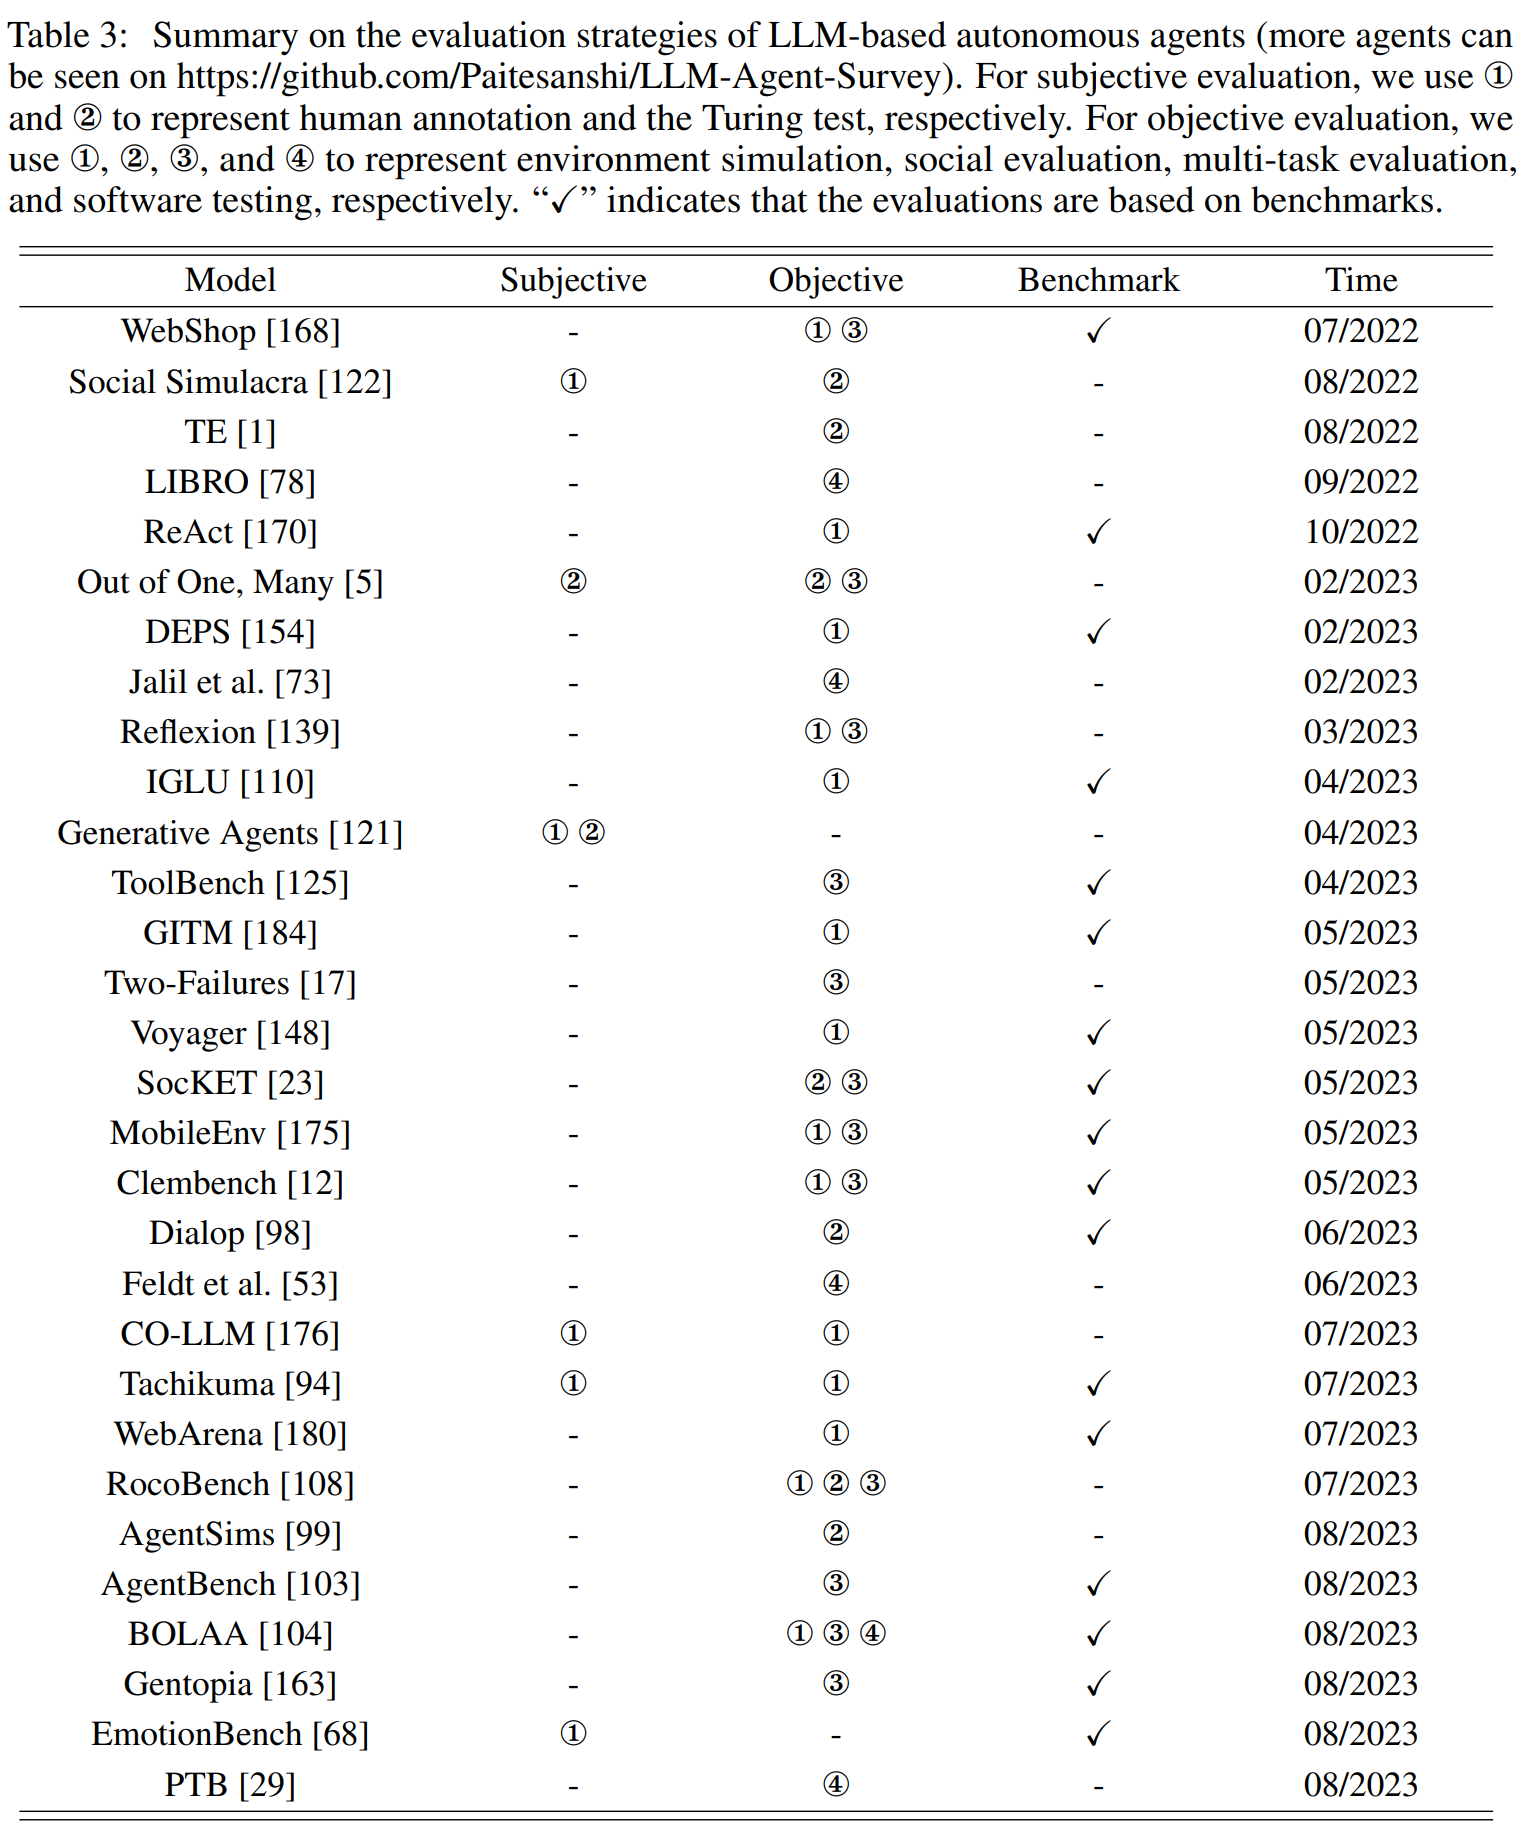 Table 3: Summary on the evaluation strategies of LLM-based autonomous agents (more agents can
be seen on https://github.com/Paitesanshi/LLM-Agent-Survey). For subjective evaluation, we use ①
and ② to represent human annotation and the Turing test, respectively. For objective evaluation, we
use ①, ②, ③, and ④ to represent environment simulation, social evaluation, multi-task evaluation,
and software testing, respectively. “✓” indicates that the evaluations are based on benchmarks.
Model Subjective Objective Benchmark Time
WebShop [168] - ① ③ ✓ 07/2022
Social Simulacra [122] ① ② - 08/2022
TE [1] - ② - 08/2022
LIBRO [78] - ④ - 09/2022
ReAct [170] - ① ✓ 10/2022
Out of One, Many [5] ② ② ③ - 02/2023
DEPS [154] - ① ✓ 02/2023
Jalil et al. [73] - ④ - 02/2023
Reflexion [139] - ① ③ - 03/2023
IGLU [110] - ① ✓ 04/2023
Generative Agents [121] ① ② - - 04/2023
ToolBench [125] - ③ ✓ 04/2023
GITM [184] - ① ✓ 05/2023
Two-Failures [17] - ③ - 05/2023
Voyager [148] - ① ✓ 05/2023
SocKET [23] - ② ③ ✓ 05/2023
MobileEnv [175] - ① ③ ✓ 05/2023
Clembench [12] - ① ③ ✓ 05/2023
Dialop [98] - ② ✓ 06/2023
Feldt et al. [53] - ④ - 06/2023
CO-LLM [176] ① ① - 07/2023
Tachikuma [94] ① ① ✓ 07/2023
WebArena [180] - ① ✓ 07/2023
RocoBench [108] - ① ② ③ - 07/2023
AgentSims [99] - ② - 08/2023
AgentBench [103] - ③ ✓ 08/2023
BOLAA [104] - ① ③ ④ ✓ 08/2023
Gentopia [163] - ③ ✓ 08/2023
EmotionBench [68] ① - ✓ 08/2023
PTB [29] - ④ - 08/2023